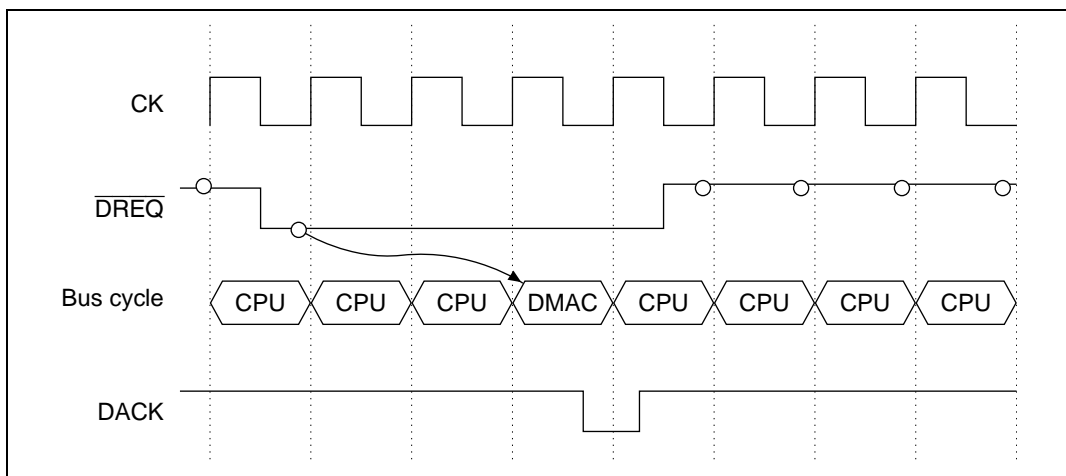 CK
DREQ
Bus cycle CPU CPU CPU DMAC CPU CPU CPU CPU
DACK